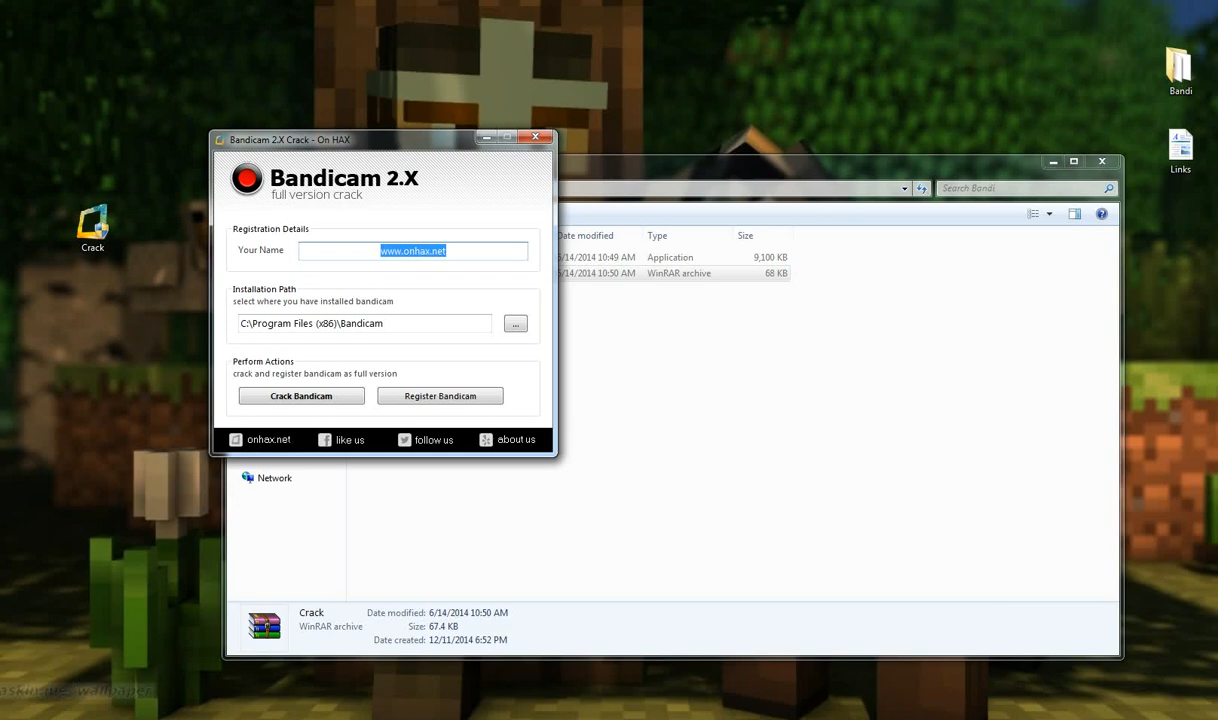 Bandi
Links
Crack
Bandicam 2.X Crack - On HAX
Bandicam 2.X
full version crack
Registration Details
Your Name
www.onhax.net
Installation Path
select where you have installed bandicam
C:\Program Files (x86)\Bandicam
...
Perform Actions
crack and register bandicam as full version
Crack Bandicam
Register Bandicam
onhax.net
like us
follow us
about us
Search Bandi
Date modified
Type
Size
6/14/2014 10:49 AM
Application
9,100 KB
6/14/2014 10:50 AM
WinRAR archive
68 KB
Network
Crack
Date modified: 6/14/2014 10:50 AM
WinRAR archive
Size: 67.4 KB
Date created: 12/11/2014 6:52 PM